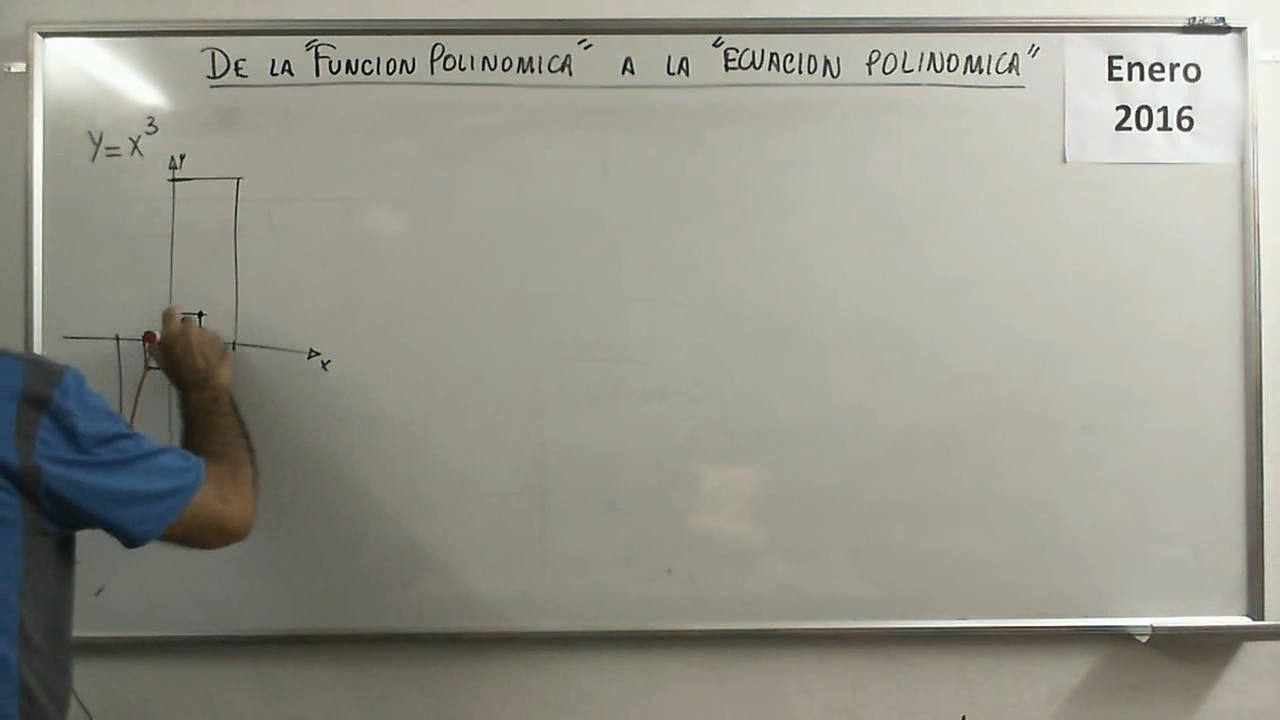 DE LA "FUNCION POLINOMICA" A LA "ECUACION POLINOMICA"
Enero
2016
Y=X³
Y
X